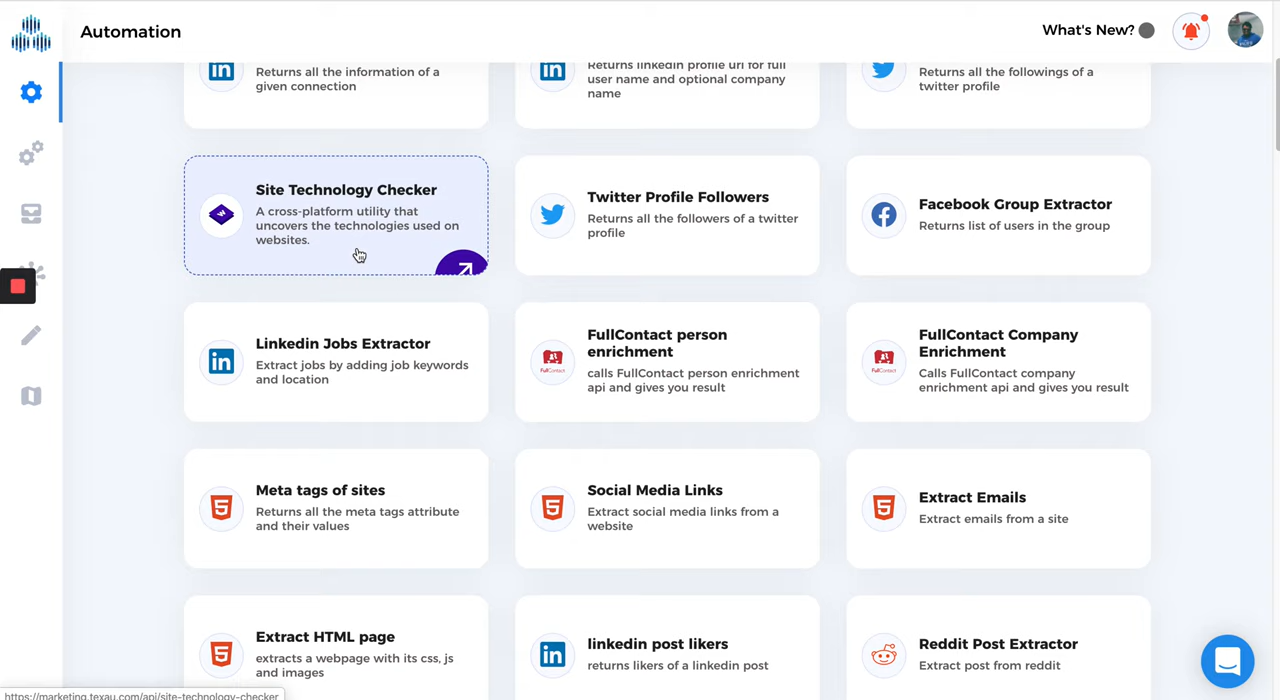 Automation
What's New?
Returns all the information of a
given connection
Returns linkedin profile url for full
user name and optional company
name
Returns all the followings of a
twitter profile
Site Technology Checker
A cross-platform utility that
uncovers the technologies used on
websites.
Twitter Profile Followers
Returns all the followers of a twitter
profile
Facebook Group Extractor
Returns list of users in the group
Linkedin Jobs Extractor
Extract jobs by adding job keywords
and location
FullContact person
enrichment
calls FullContact person enrichment
api and gives you result
FullContact Company
Enrichment
Calls FullContact company
enrichment api and gives you result
Meta tags of sites
Returns all the meta tags attribute
and their values
Social Media Links
Extract social media links from a
website
Extract Emails
Extract emails from a site
Extract HTML page
extracts a webpage with its css, js
and images
linkedin post likers
returns likers of a linkedin post
Reddit Post Extractor
Extract post from reddit
https://marketing.texau.com/api/site-technology-checker